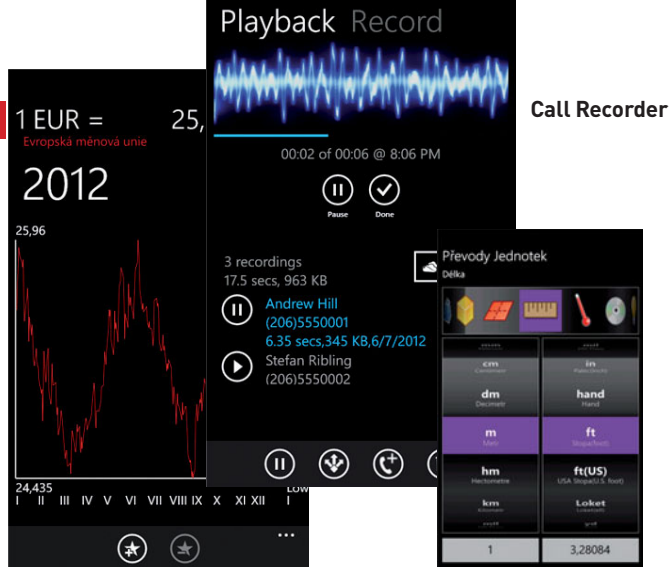 Playback Record
00:02 of 00:06 @ 8:06 PM
Pause Done
3 recordings
17.5 secs, 963 KB
Andrew Hill
(206)5550001
6.35 secs,345 KB,6/7/2012
Stefan Ribling
(206)5550002
Call Recorder
1 EUR = 25,
Evropská měnová unie
2012
25,96
24,435
Low
I II III IV V VI VII VIII IX X XI XII I
Převody Jednotek
Délka
cm in
Centimetr
dm hand
Decimetr Hand
m ft
Metr Stopa(foot)
hm ft(US)
Hectometre USA Stopa(U.S. foot)
km Loket
Kilometr
1 3,28084